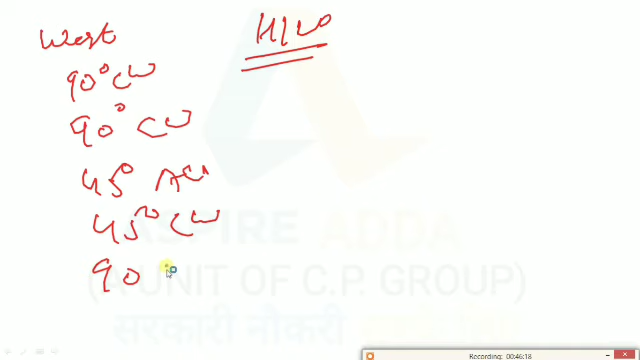 West
H/w
90° CW
90° CW
45° ACW
45° CW
90
ASPIRE ADDA
(A UNIT OF C.P. GROUP)
सरकारी नौकरी
Recording: 00:46:18